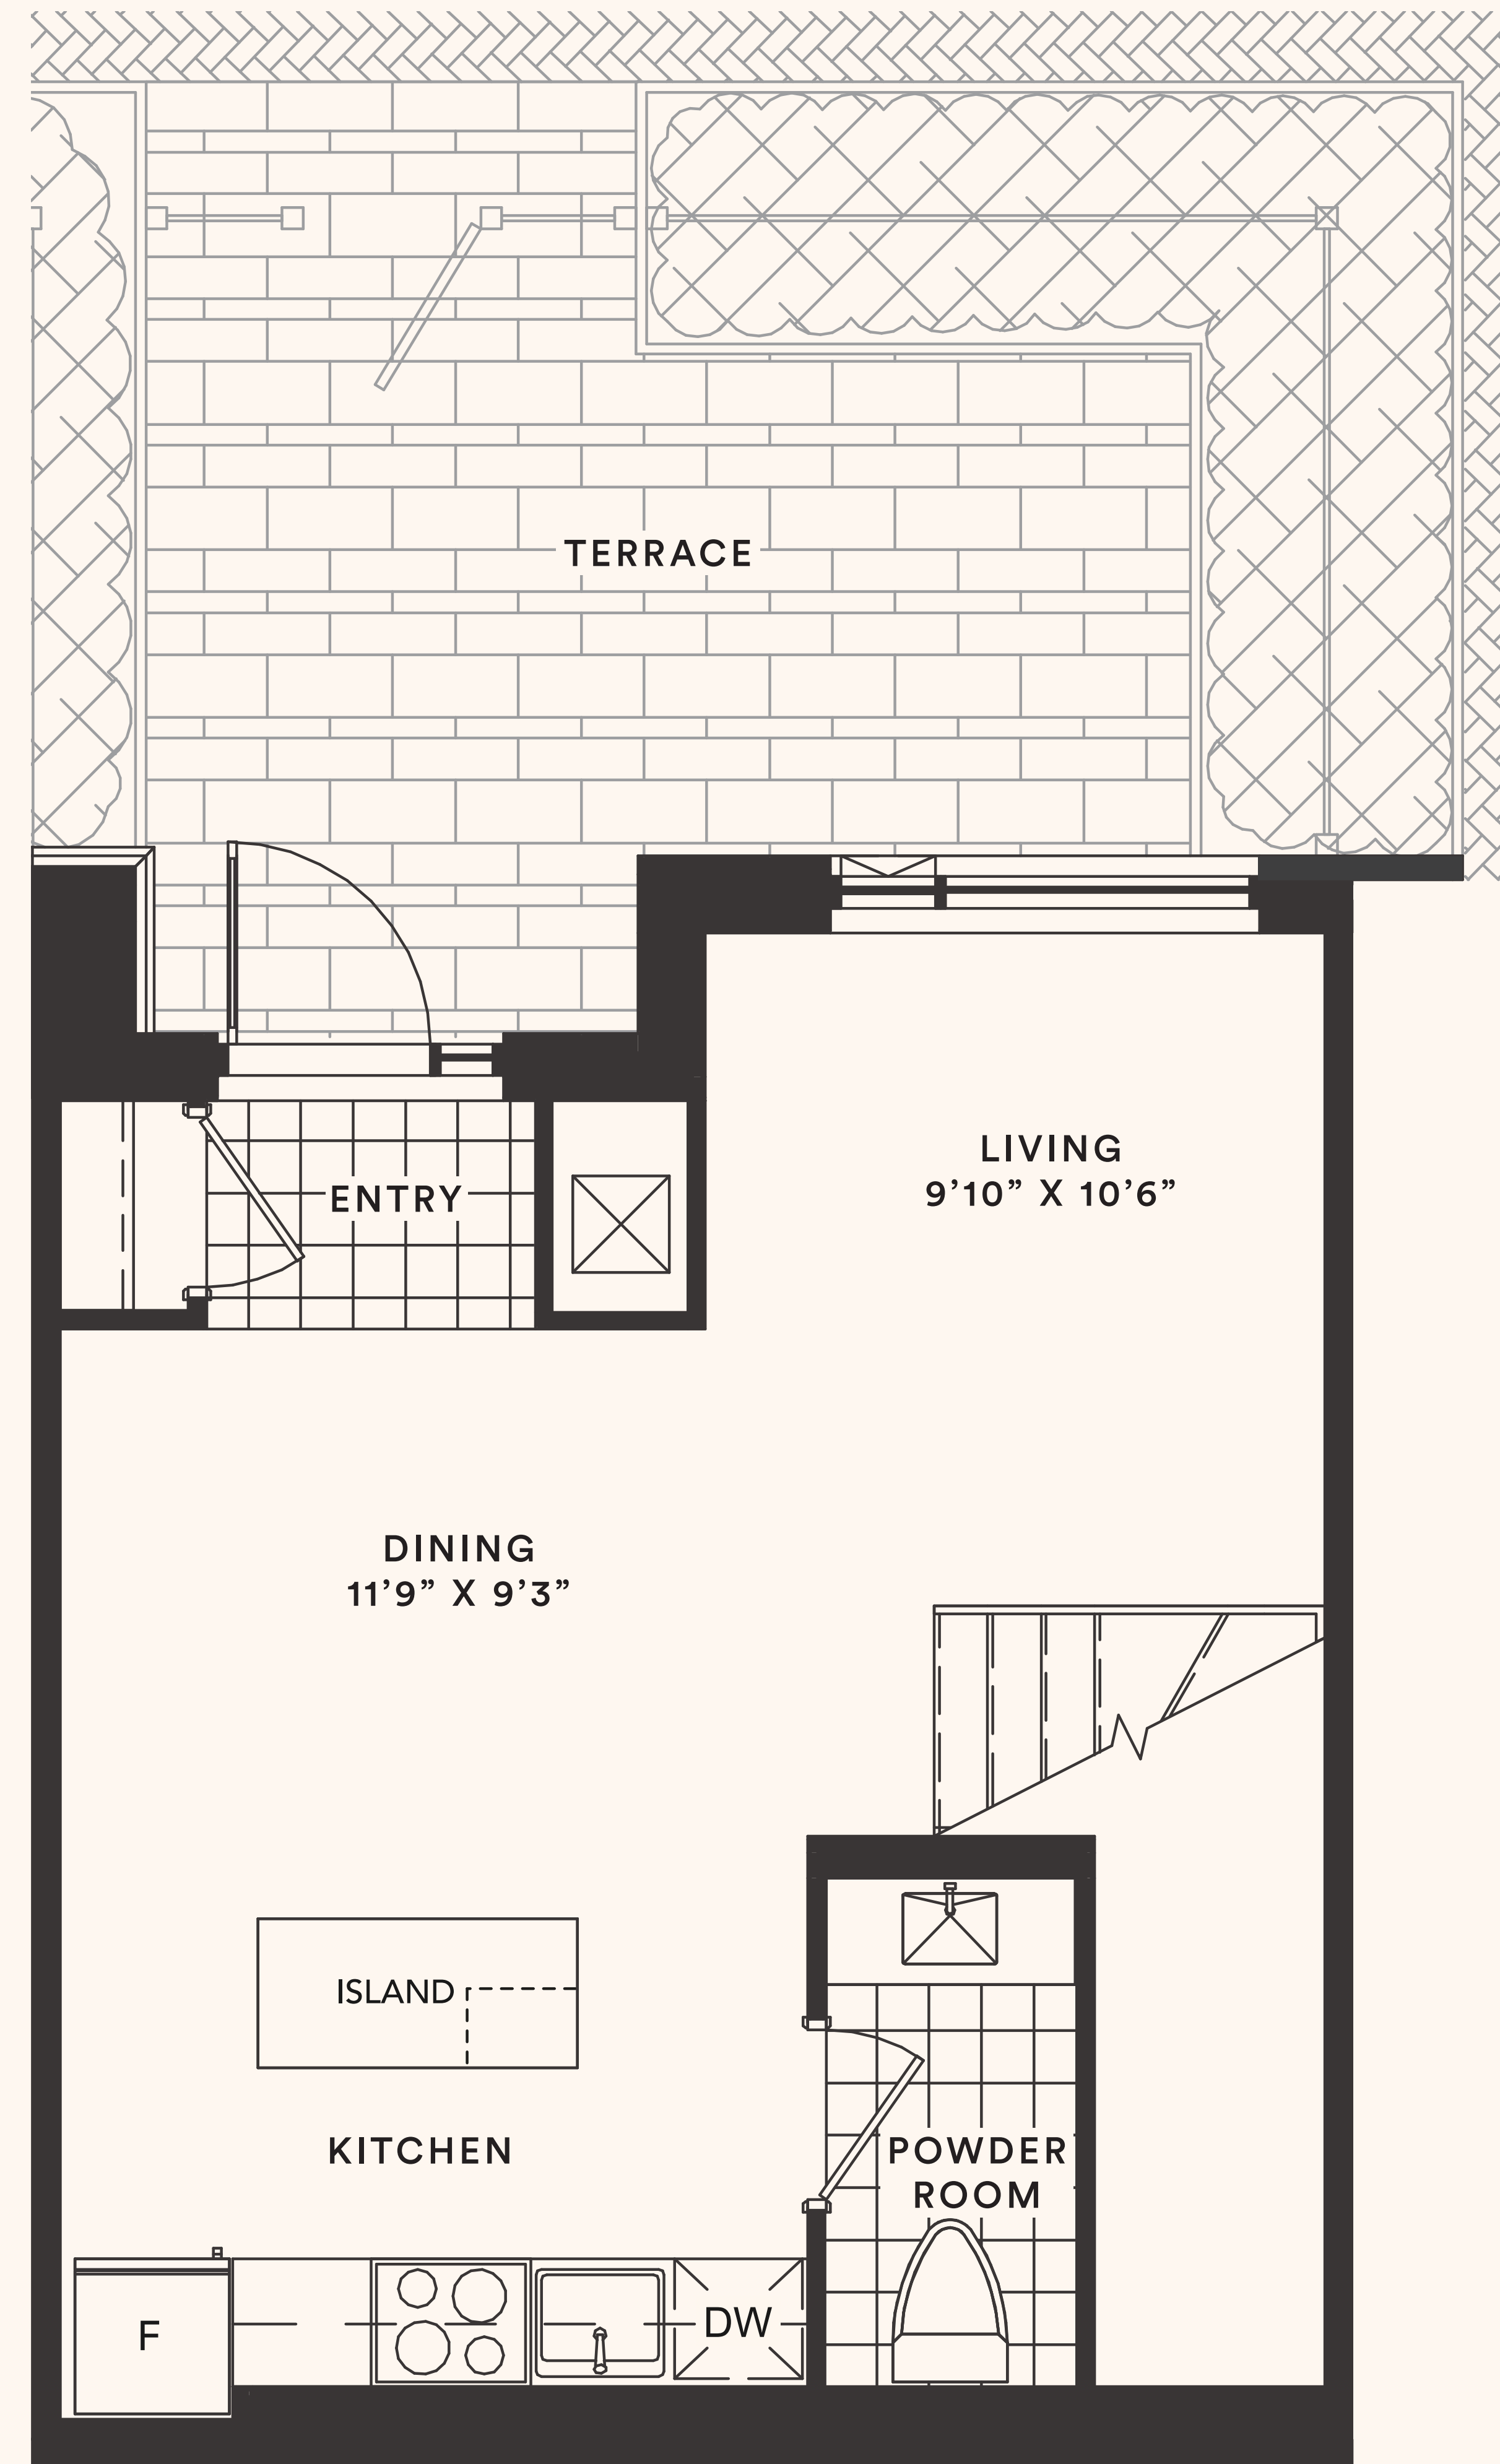 TERRACE
LIVING
9’10” X 10’6”
ENTRY
DINING
11’9” X 9’3”
ISLAND
KITCHEN
POWDER
ROOM
F
DW